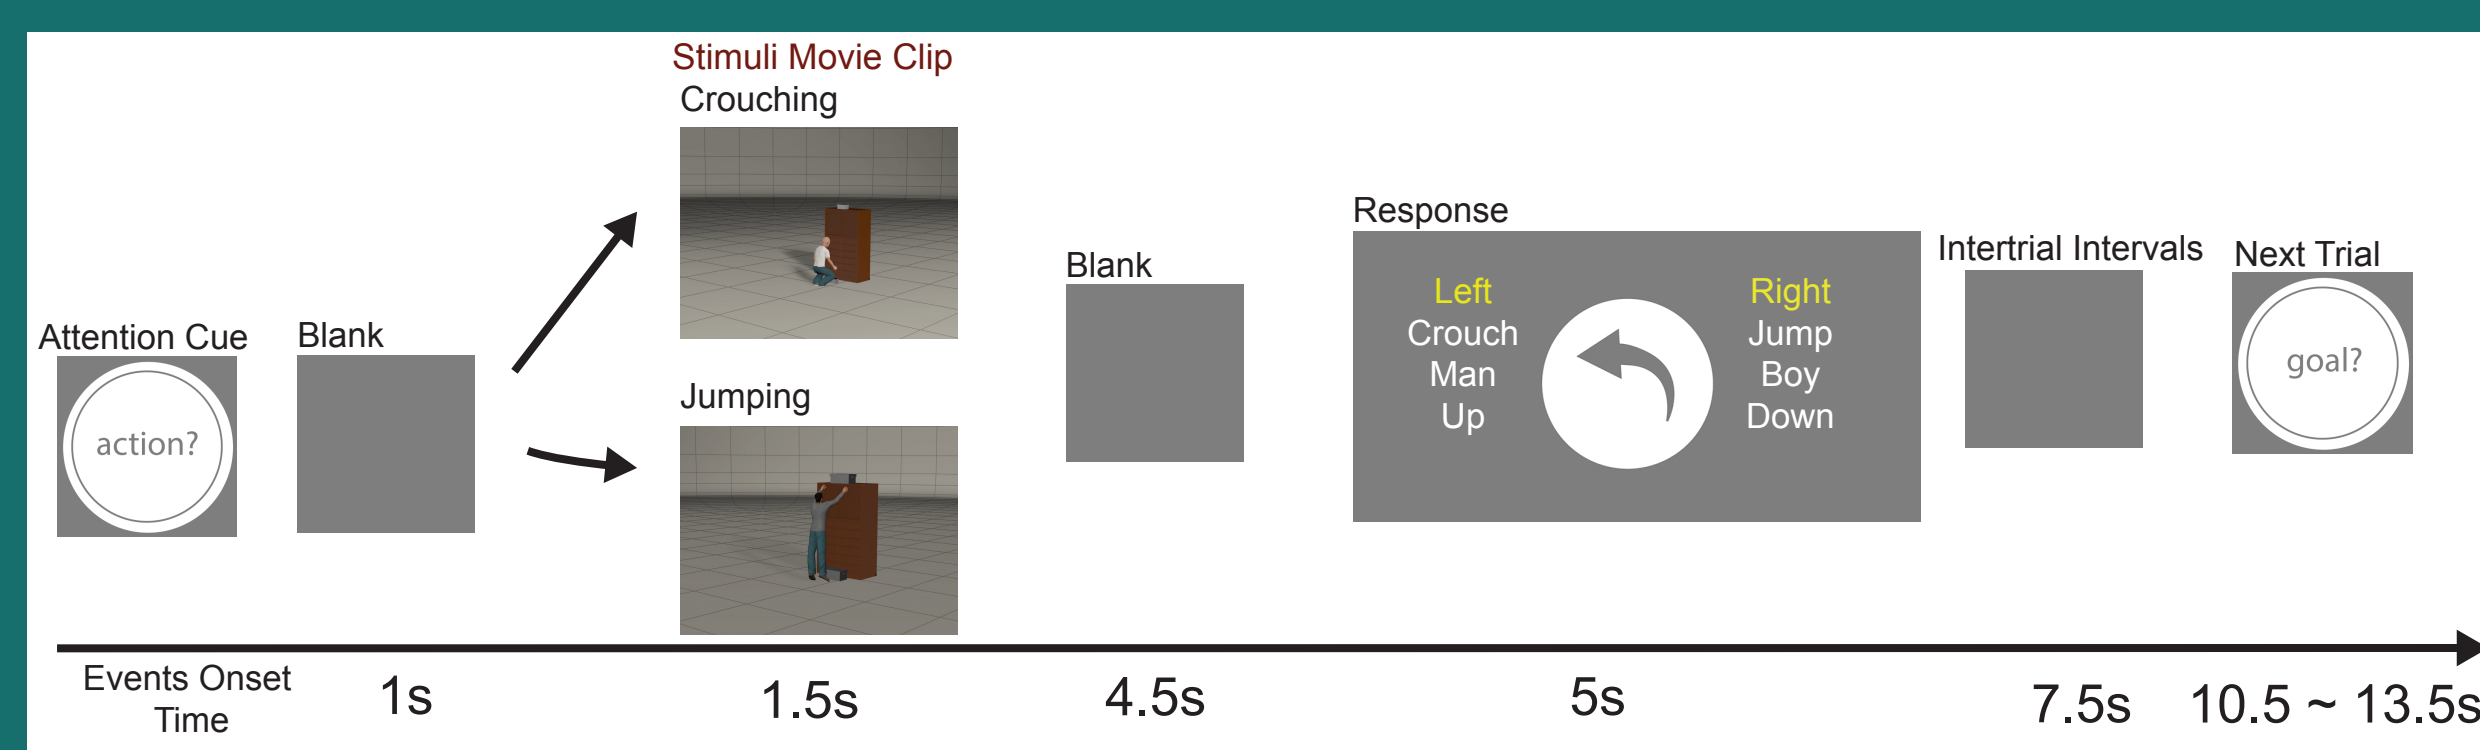 Stimuli Movie Clip
Crouching
Attention Cue
action?
Blank
Jumping
Blank
Response
Left
Crouch
Man
Up
Right
Jump
Boy
Down
Intertrial Intervals
Next Trial
goal?
Events Onset
Time
1s
1.5s
4.5s
5s
7.5s
10.5 ~ 13.5s